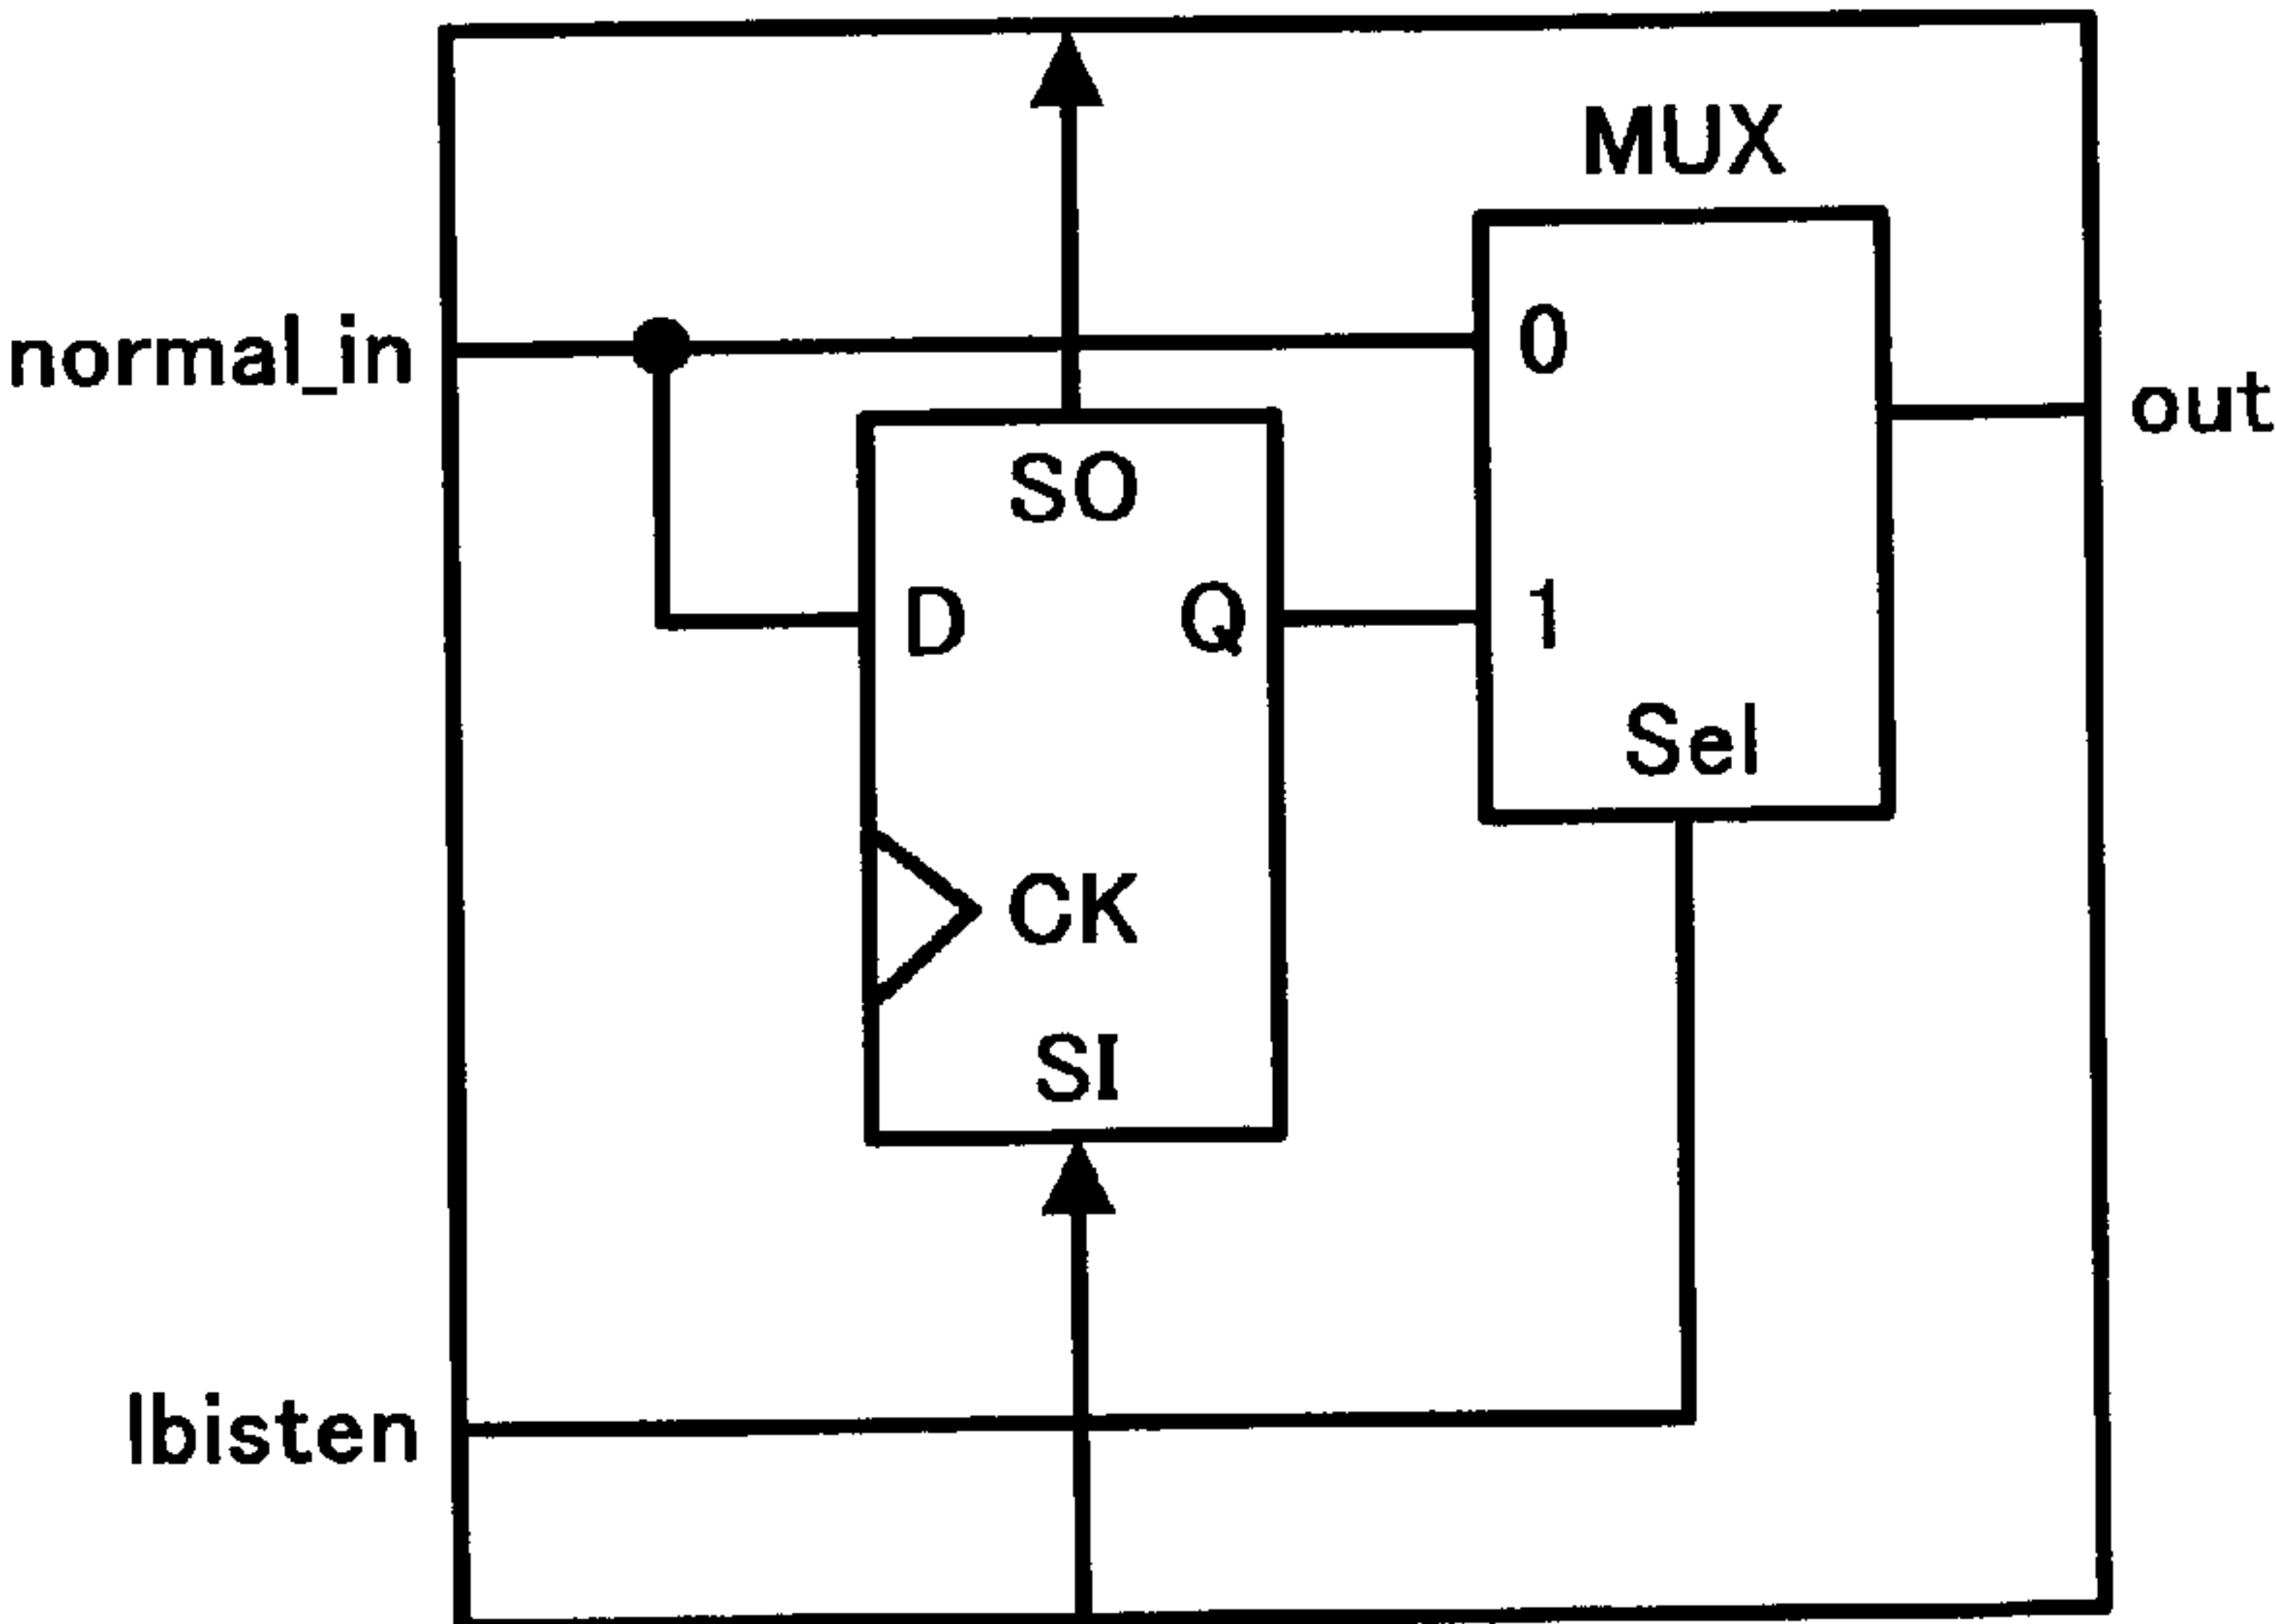 MUX
normal_in
0
out
SO
D
Q
1
Sel
CK
SI
lbisten